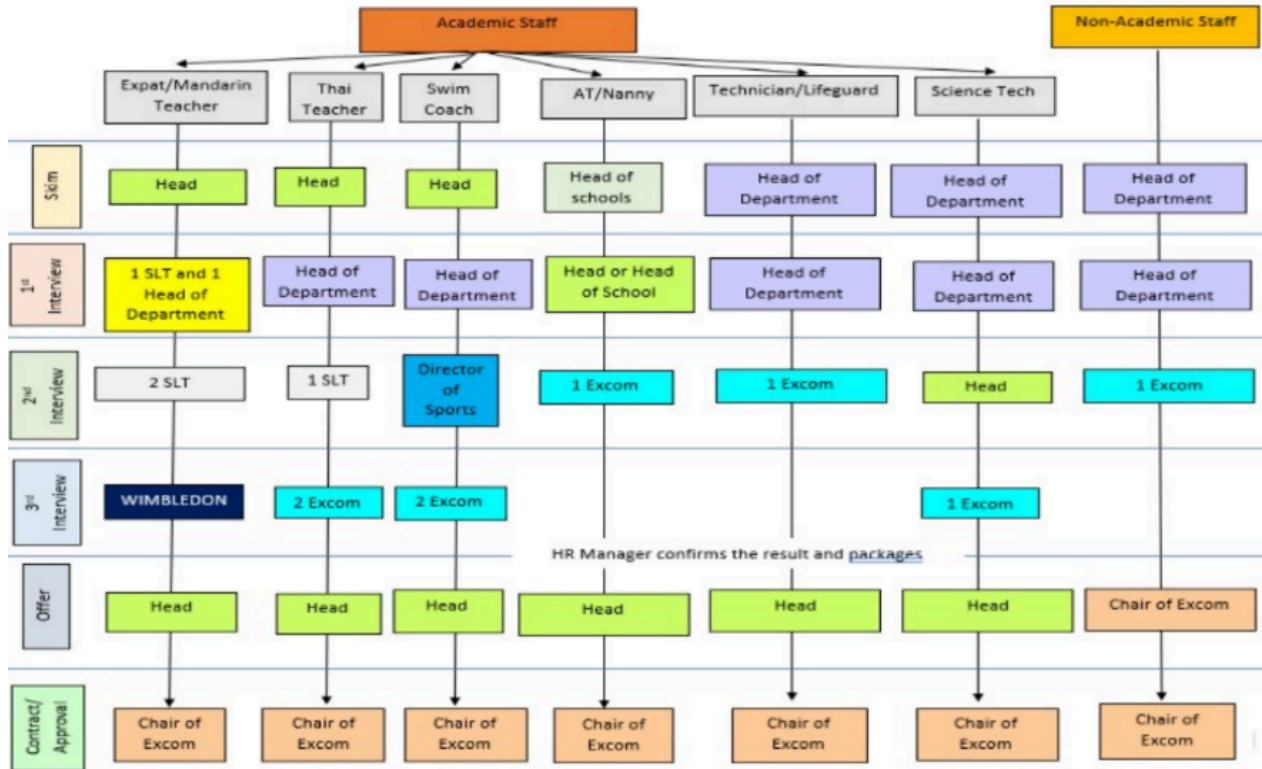 Academic Staff
Non-Academic Staff
Expat/Mandarin
Teacher
Thai
Teacher
Swim
Coach
AT/Nanny
Technician/Lifeguard
Science Tech
Skim
Head
Head
Head
Head of
schools
Head of
Department
Head of
Department
Head of
Department
1st
Interview
1 SLT and 1
Head of
Department
Head of
Department
Head of
Department
Head or Head
of School
Head of
Department
Head of
Department
Head of
Department
2nd
Interview
2 SLT
1 SLT
Director
of
Sports
1 Excom
1 Excom
Head
1 Excom
3rd
Interview
WIMBLEDON
2 Excom
2 Excom
1 Excom
HR Manager confirms the result and packages
Offer
Head
Head
Head
Head
Head
Head
Chair of Excom
Contract/
Approval
Chair of
Excom
Chair of
Excom
Chair of
Excom
Chair of
Excom
Chair of
Excom
Chair of
Excom
Chair of
Excom